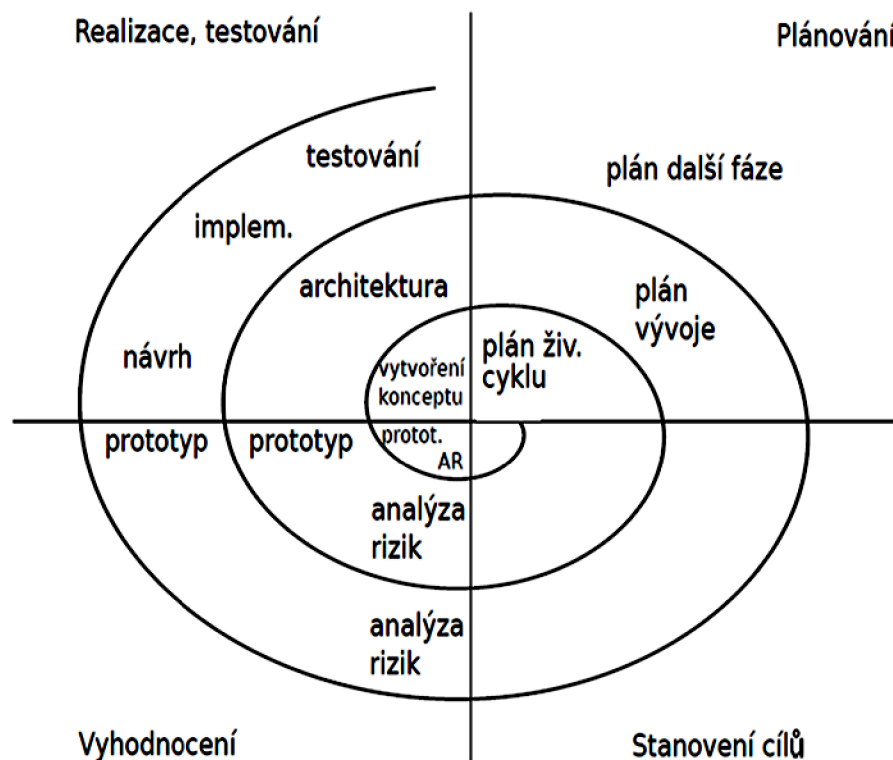 Realizace, testování
Plánování
testování
plán další fáze
implem.
architektura
plán
vývoje
návrh
vytvoření
konceptu
plán živ.
cyklu
prototyp
prototyp
protot.
AR
analýza
rizik
analýza
rizik
Vyhodnocení
Stanovení cílů